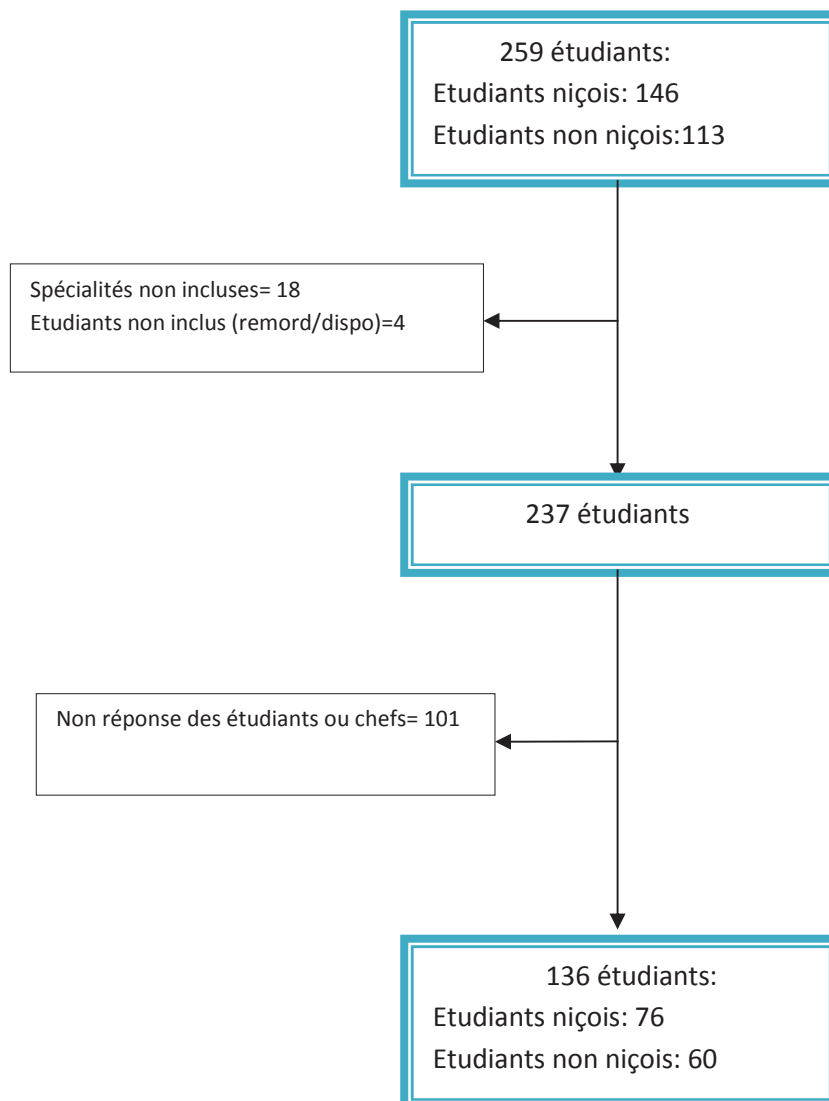 259 étudiants:
Etudiants niçois: 146
Etudiants non niçois:113
Spécialités non incluses= 18
Etudiants non inclus (remord/dispo)=4
237 étudiants
Non réponse des étudiants ou chefs= 101
136 étudiants:
Etudiants niçois: 76
Etudiants non niçois: 60